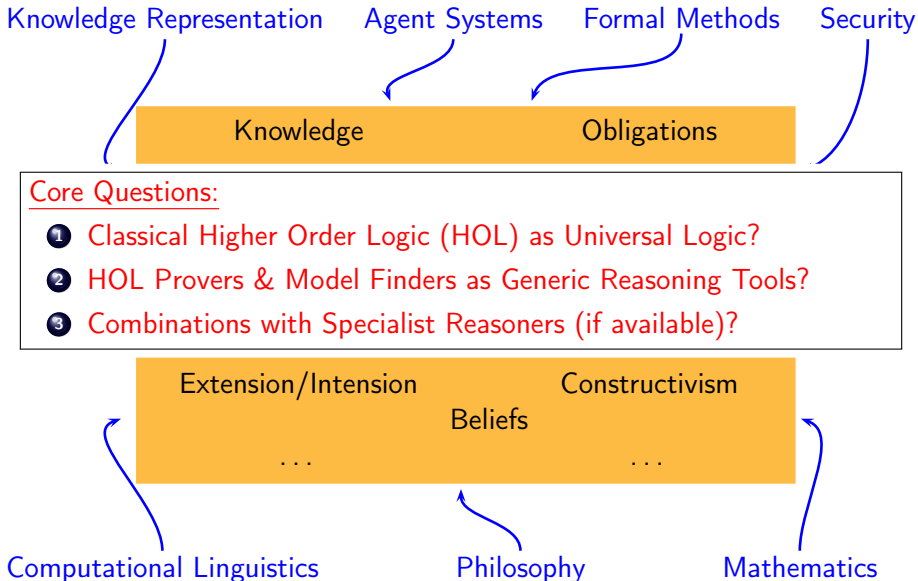 Knowledge Representation Agent Systems Formal Methods Security
Knowledge Obligations
Core Questions:
1 Classical Higher Order Logic (HOL) as Universal Logic?
2 HOL Provers & Model Finders as Generic Reasoning Tools?
3 Combinations with Specialist Reasoners (if available)?
Extension/Intension Constructivism
Beliefs
... ...
Computational Linguistics Philosophy Mathematics